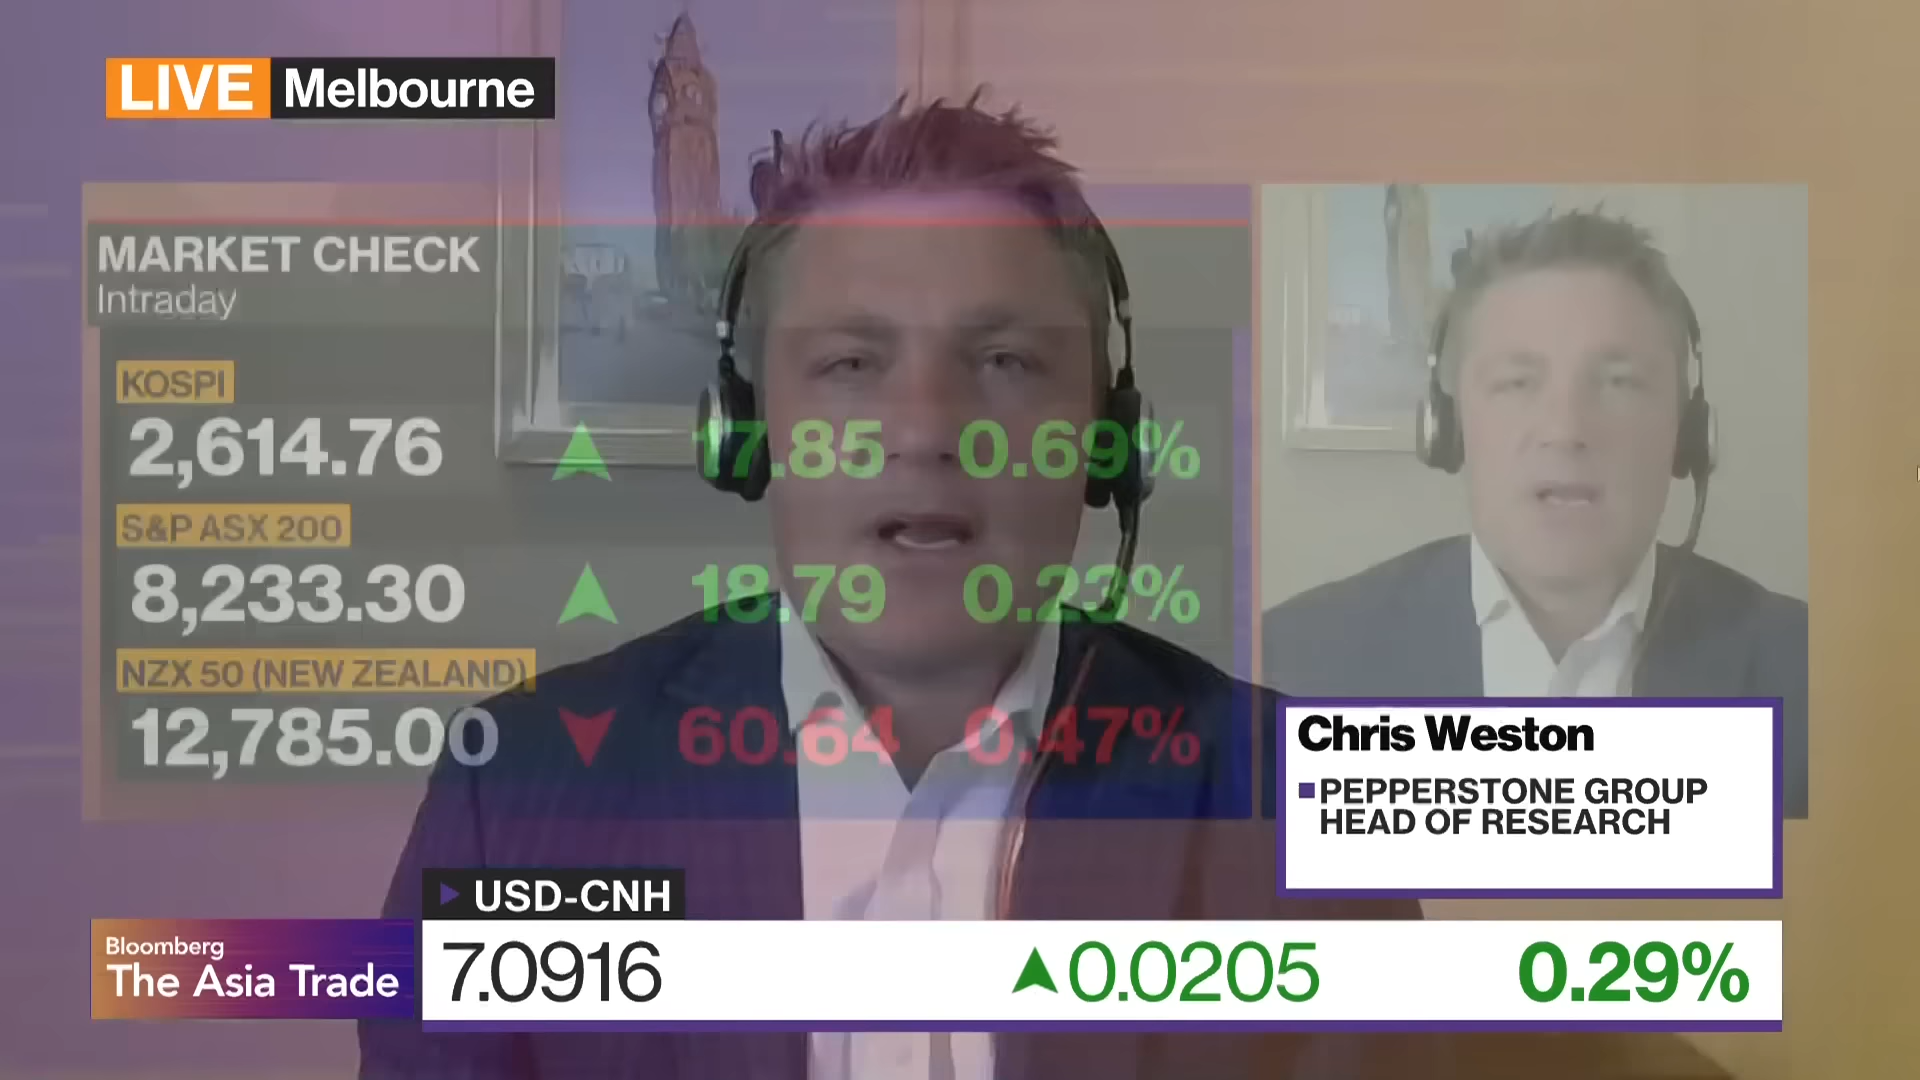 LIVE Melbourne
MARKET CHECK
Intraday
KOSPI
2,614.76 ▲ 17.85 0.69%
S&P ASX 200
8,233.30 ▲ 18.79 0.23%
NZX 50 (NEW ZEALAND)
12,785.00 ▼ 60.64 0.47%
Chris Weston
PEPPERSTONE GROUP
HEAD OF RESEARCH
USD-CNH
Bloomberg
The Asia Trade
7.0916 ▲0.0205 0.29%